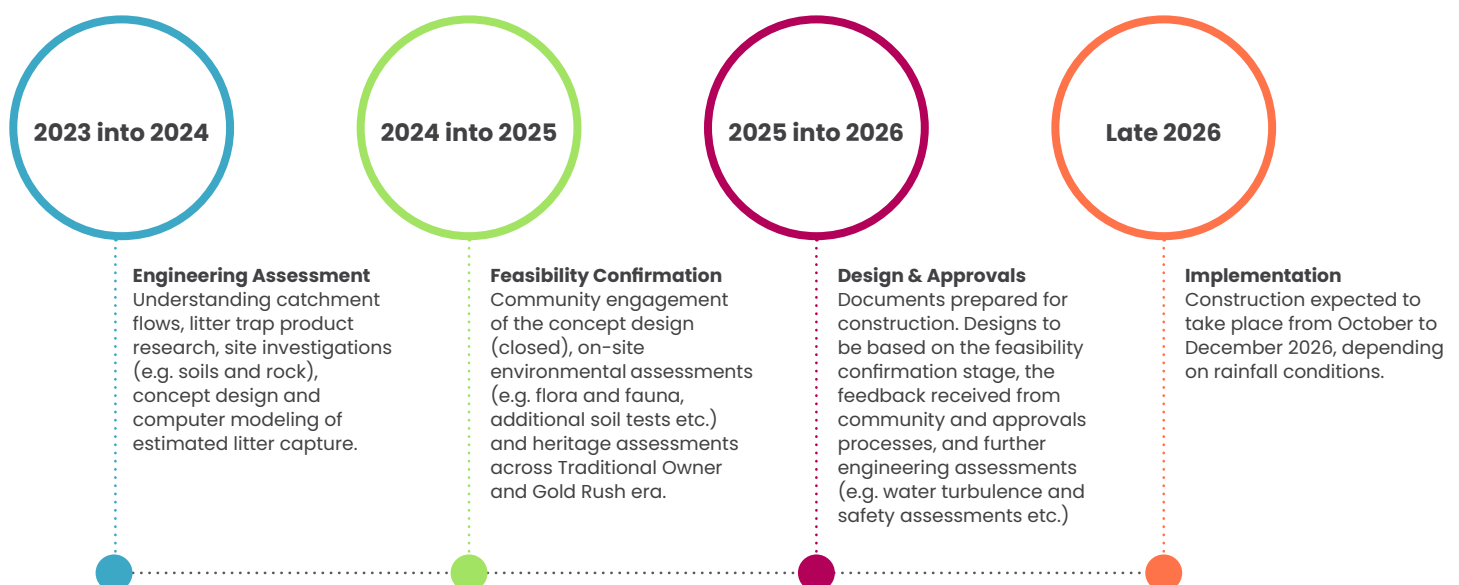 2023 into 2024
2024 into 2025
2025 into 2026
Late 2026
Engineering Assessment
Understanding catchment
flows, litter trap product
research, site investigations
(e.g. soils and rock),
concept design and
computer modeling of
estimated litter capture.
Feasibility Confirmation
Community engagement
of the concept design
(closed), on-site
environmental assessments
(e.g. flora and fauna,
additional soil tests etc.)
and heritage assessments
across Traditional Owner
and Gold Rush era.
Design & Approvals
Documents prepared for
construction. Designs to
be based on the feasibility
confirmation stage, the
feedback received from
community and approvals
processes, and further
engineering assessments
(e.g. water turbulence and
safety assessments etc.)
Implementation
Construction expected to
take place from October to
December 2026, depending
on rainfall conditions.